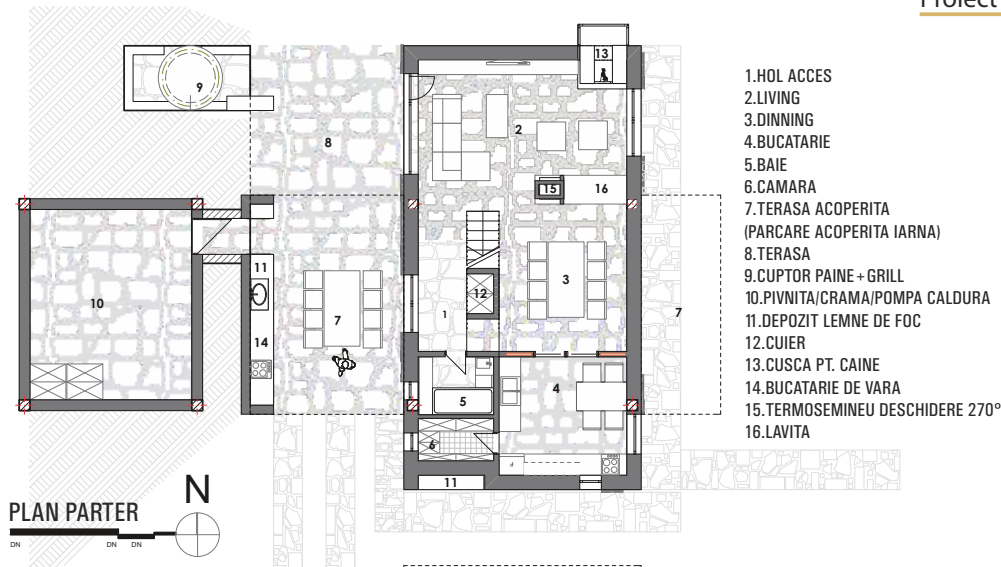 Proiect
1.HOL ACCES
2.LIVING
3.DINNING
4.BUCATARIE
5.BAIE
6.CAMARA
7.TERASA ACOPERITA
(PARCARE ACOPERITA IARNA)
8.TERASA
9.CUPTOR PAINE+GRILL
10.PIVNITA/CRAMA/POMPA CALDURA
11.DEPOZIT LEMNE DE FOC
12.CUIER
13.CUSCA PT. CAINE
14.BUCATARIE DE VARA
15.TERMOSEMINEU DESCHIDERE 270°
16.LAVITA
13
9
2
8
15
16
11
3
10
12
1
7
7
14
4
5
6
11
N
PLAN PARTER
DN DN DN